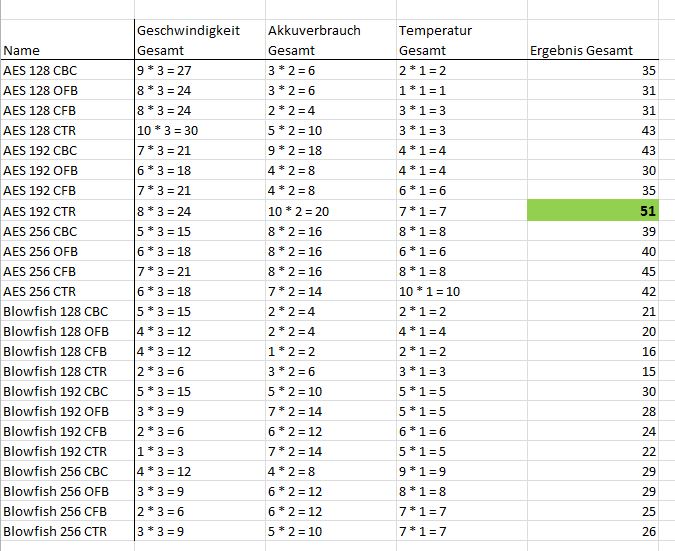 Geschwindigkeit Akkuverbrauch Temperatur
Name Gesamt Gesamt Gesamt Ergebnis Gesamt
AES 128 CBC 9 * 3 = 27 3 * 2 = 6 2 * 1 = 2 35
AES 128 OFB 8 * 3 = 24 3 * 2 = 6 1 * 1 = 1 31
AES 128 CFB 8 * 3 = 24 2 * 2 = 4 3 * 1 = 3 31
AES 128 CTR 10 * 3 = 30 5 * 2 = 10 3 * 1 = 3 43
AES 192 CBC 7 * 3 = 21 9 * 2 = 18 4 * 1 = 4 43
AES 192 OFB 6 * 3 = 18 4 * 2 = 8 4 * 1 = 4 30
AES 192 CFB 7 * 3 = 21 4 * 2 = 8 6 * 1 = 6 35
AES 192 CTR 8 * 3 = 24 10 * 2 = 20 7 * 1 = 7 51
AES 256 CBC 5 * 3 = 15 8 * 2 = 16 8 * 1 = 8 39
AES 256 OFB 6 * 3 = 18 8 * 2 = 16 6 * 1 = 6 40
AES 256 CFB 7 * 3 = 21 8 * 2 = 16 8 * 1 = 8 45
AES 256 CTR 6 * 3 = 18 7 * 2 = 14 10 * 1 = 10 42
Blowfish 128 CBC 5 * 3 = 15 2 * 2 = 4 2 * 1 = 2 21
Blowfish 128 OFB 4 * 3 = 12 2 * 2 = 4 4 * 1 = 4 20
Blowfish 128 CFB 4 * 3 = 12 1 * 2 = 2 2 * 1 = 2 16
Blowfish 128 CTR 2 * 3 = 6 3 * 2 = 6 3 * 1 = 3 15
Blowfish 192 CBC 5 * 3 = 15 5 * 2 = 10 5 * 1 = 5 30
Blowfish 192 OFB 3 * 3 = 9 7 * 2 = 14 5 * 1 = 5 28
Blowfish 192 CFB 2 * 3 = 6 6 * 2 = 12 6 * 1 = 6 24
Blowfish 192 CTR 1 * 3 = 3 7 * 2 = 14 5 * 1 = 5 22
Blowfish 256 CBC 4 * 3 = 12 4 * 2 = 8 9 * 1 = 9 29
Blowfish 256 OFB 3 * 3 = 9 6 * 2 = 12 8 * 1 = 8 29
Blowfish 256 CFB 2 * 3 = 6 6 * 2 = 12 7 * 1 = 7 25
Blowfish 256 CTR 3 * 3 = 9 5 * 2 = 10 7 * 1 = 7 26